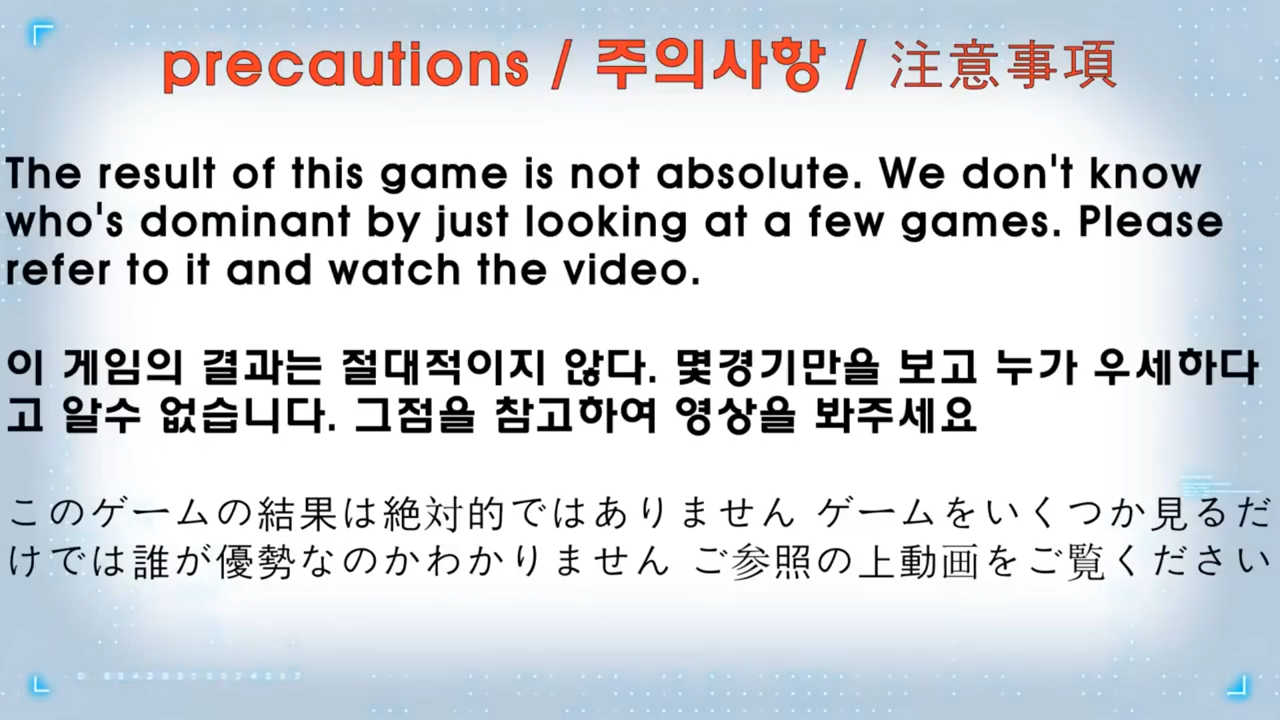 precautions / 주의사항 / 注意事項
The result of this game is not absolute. We don't know
who's dominant by just looking at a few games. Please
refer to it and watch the video.
이 게임의 결과는 절대적이지 않다. 몇경기만을 보고 누가 우세하다
고 알수 없습니다. 그점을 참고하여 영상을 봐주세요
このゲームの結果は絶対的ではありません ゲームをいくつか見るだ
けでは誰が優勢なのかわかりません ご参照の上動画をご覧ください